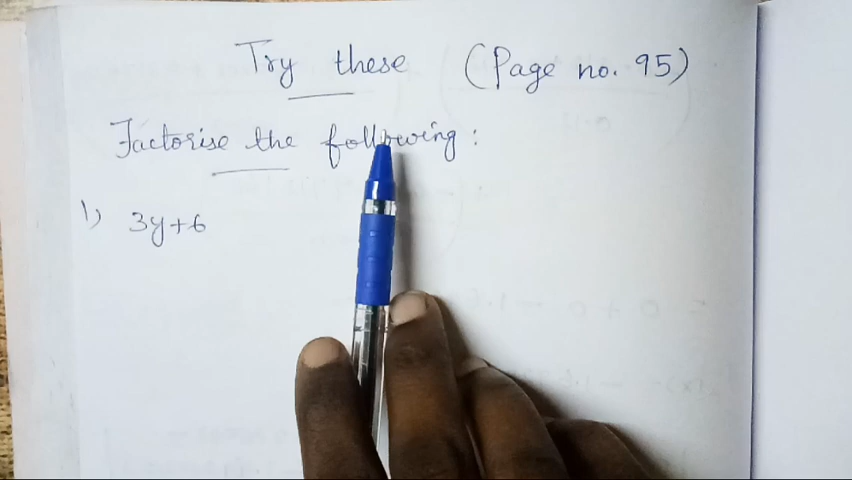 Try these (Page no. 95)
Factorise the following :
1) 3y+6